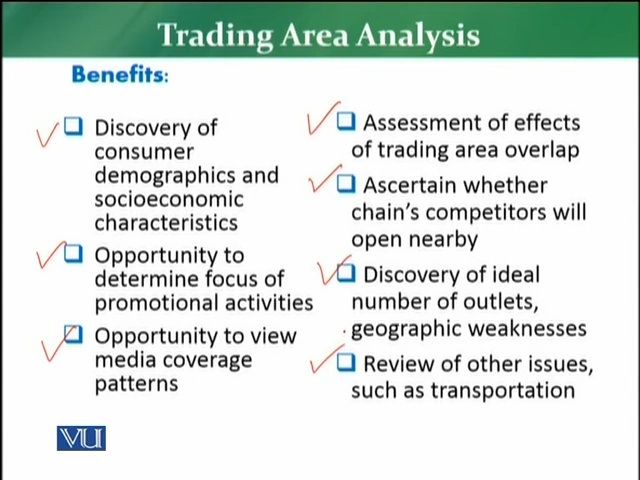 Trading Area Analysis
Benefits:
Discovery of
consumer
demographics and
socioeconomic
characteristics
Opportunity to
determine focus of
promotional activities
Opportunity to view
media coverage
patterns
Assessment of effects
of trading area overlap
Ascertain whether
chain's competitors will
open nearby
Discovery of ideal
number of outlets,
geographic weaknesses
Review of other issues,
such as transportation
VU